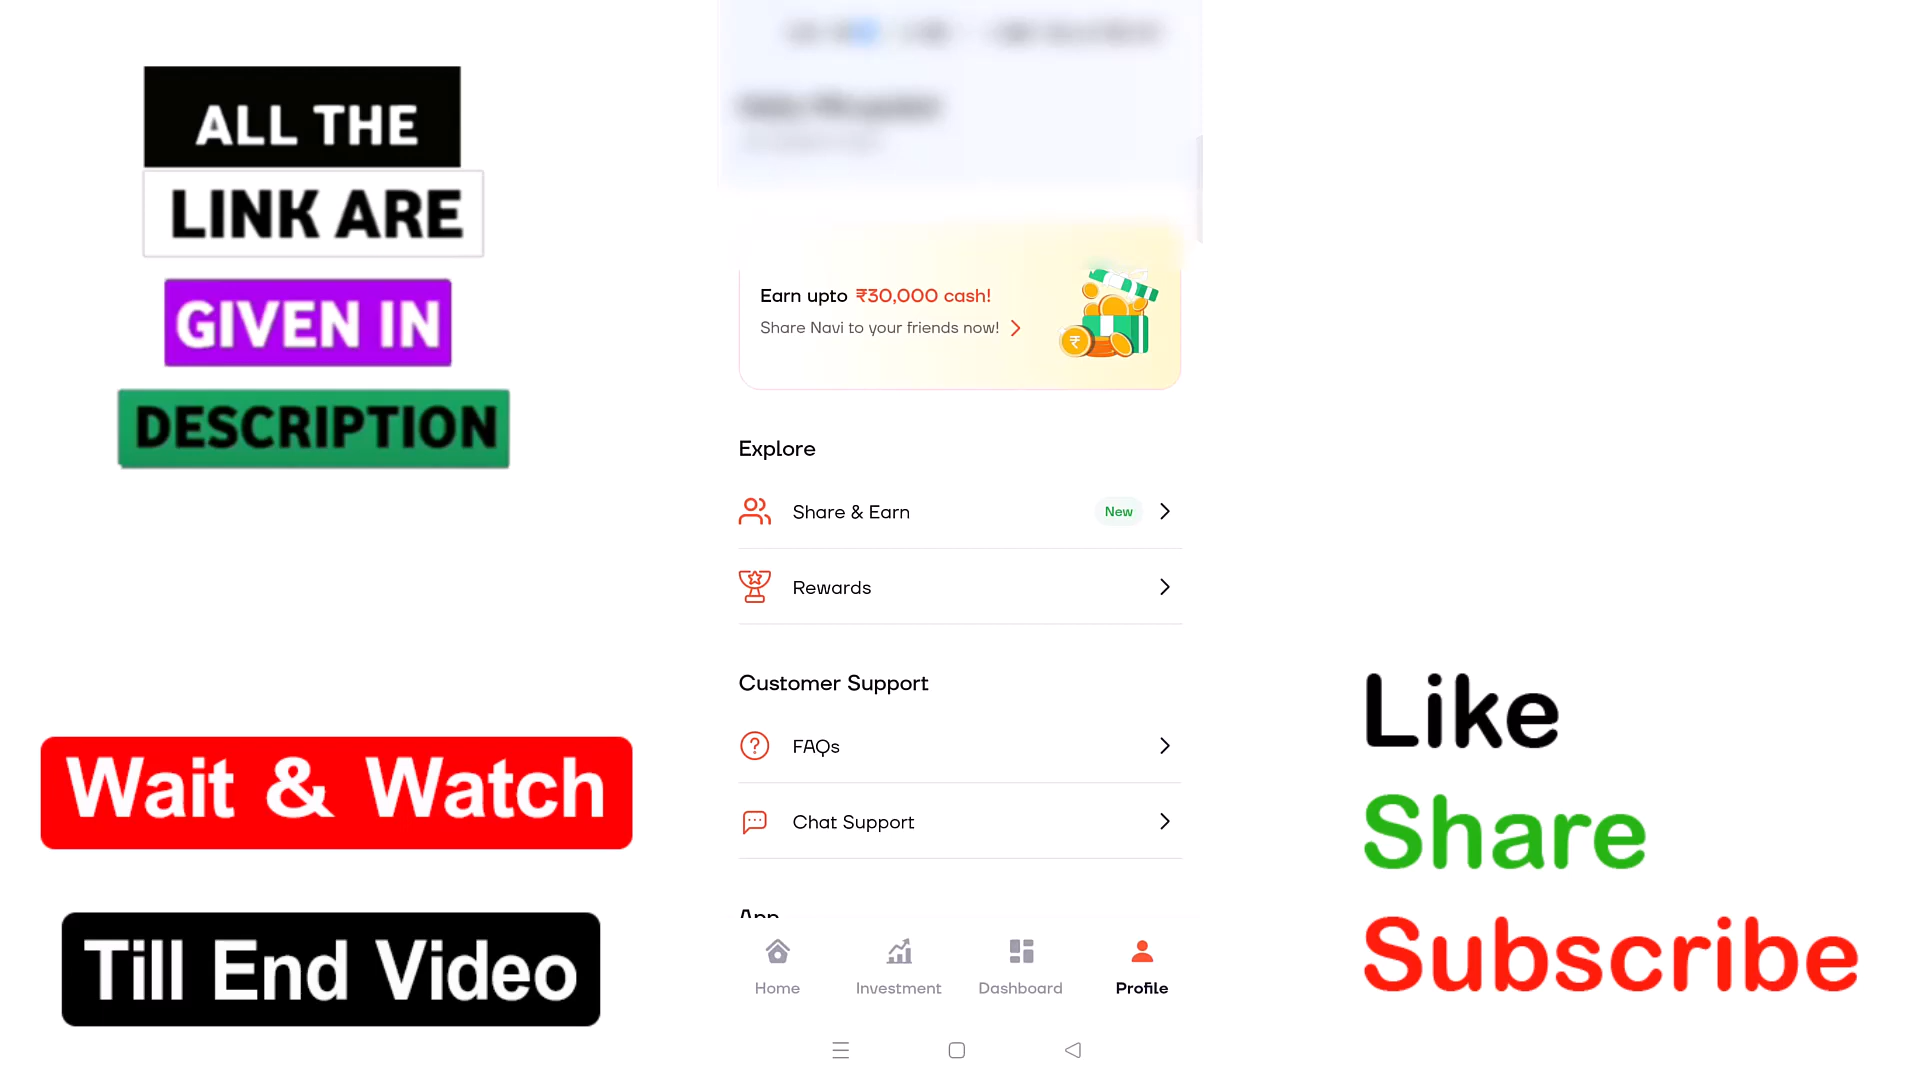 ALL THE
LINK ARE
GIVEN IN
DESCRIPTION
Wait & Watch
Till End Video
Earn upto ₹30,000 cash!
Share Navi to your friends now!
₹
Explore
Share & Earn
New
Rewards
Customer Support
FAQs
Chat Support
App
Home
Investment
Dashboard
Profile
Like
Share
Subscribe